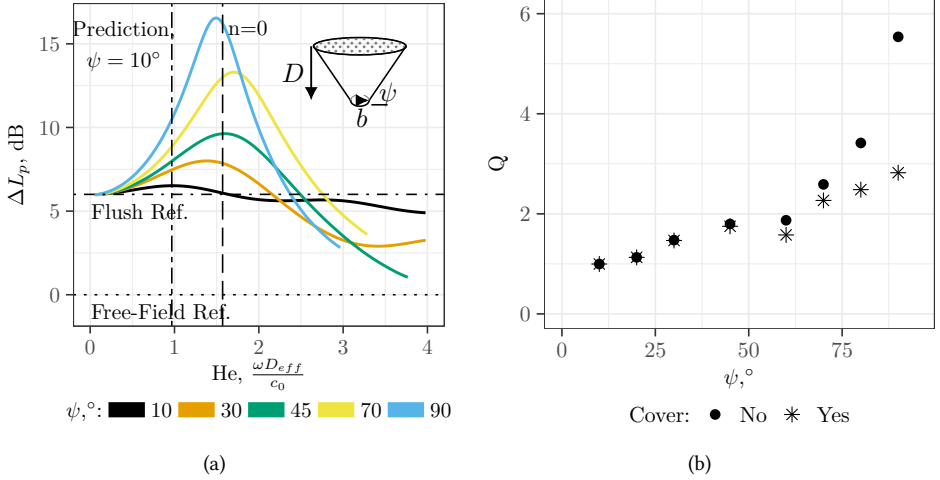 ΔL_p, dB
15
10
5
0
Prediction,
ψ = 10°
n=0
D
ψ
b
Flush Ref.
Free-Field Ref.
0 1 2 3 4
He, ωD_eff/c_0
ψ,°: 10 30 45 70 90
(a)
Q
6
4
2
0
0 25 50 75
ψ,°
Cover: No Yes
(b)